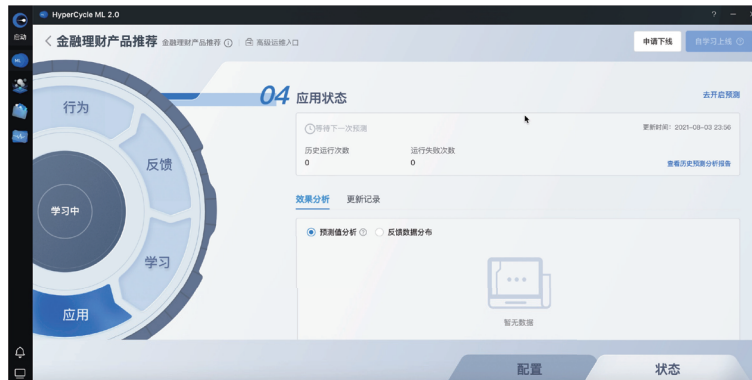 HyperCycle ML 2.0
启动
金融理财产品推荐 金融理财产品推荐 高级运维入口
申请下线
自学习上线
ML
行为
反馈
学习中
学习
应用
04 应用状态
去开启预测
等待下一次预测
更新时间: 2021-08-03 23:56
历史运行次数 运行失败次数
0 0
查看历史预测分析报告
效果分析 更新记录
预测值分析 反馈数据分布
暂无数据
配置 状态